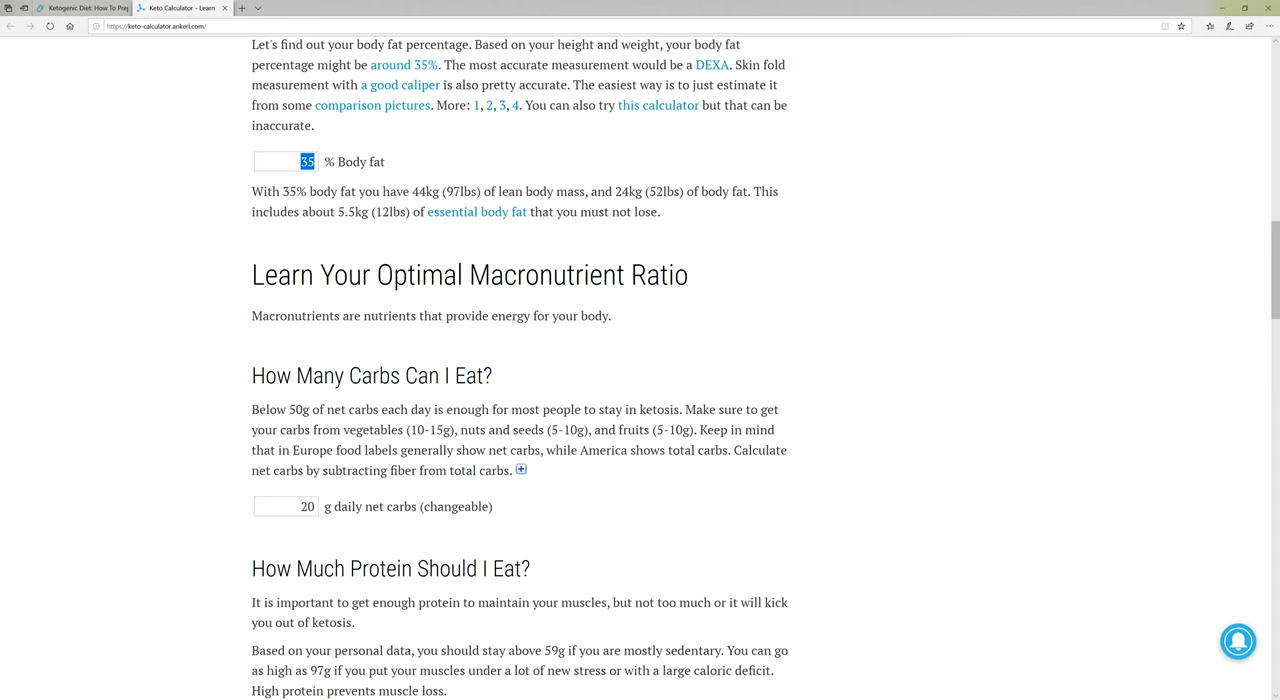 Ketogenic Diet: How To Prep
Keto Calculator - Learn
https://keto-calculator.ankerl.com/
Let's find out your body fat percentage. Based on your height and weight, your body fat
percentage might be around 35%. The most accurate measurement would be a DEXA. Skin fold
measurement with a good caliper is also pretty accurate. The easiest way is to just estimate it
from some comparison pictures. More: 1, 2, 3, 4. You can also try this calculator but that can be
inaccurate.
35 % Body fat
With 35% body fat you have 44kg (97lbs) of lean body mass, and 24kg (52lbs) of body fat. This
includes about 5.5kg (12lbs) of essential body fat that you must not lose.
Learn Your Optimal Macronutrient Ratio
Macronutrients are nutrients that provide energy for your body.
How Many Carbs Can I Eat?
Below 50g of net carbs each day is enough for most people to stay in ketosis. Make sure to get
your carbs from vegetables (10-15g), nuts and seeds (5-10g), and fruits (5-10g). Keep in mind
that in Europe food labels generally show net carbs, while America shows total carbs. Calculate
net carbs by subtracting fiber from total carbs.
20 g daily net carbs (changeable)
How Much Protein Should I Eat?
It is important to get enough protein to maintain your muscles, but not too much or it will kick
you out of ketosis.
Based on your personal data, you should stay above 59g if you are mostly sedentary. You can go
as high as 97g if you put your muscles under a lot of new stress or with a large caloric deficit.
High protein prevents muscle loss.